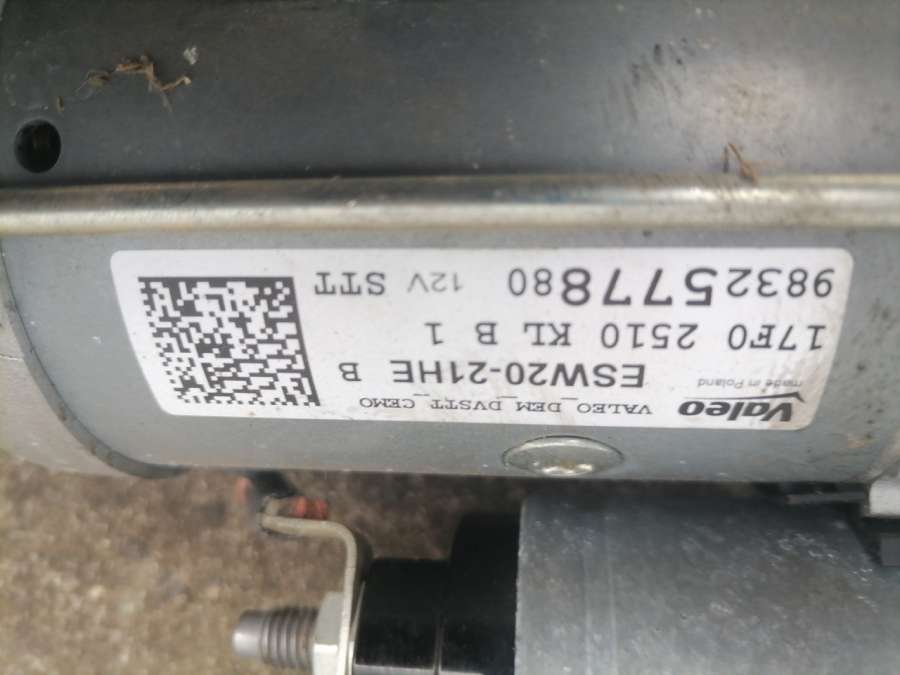 Valeo VALEO_DEM_DVSTT_CEMO
made in Poland ESW20-21HE B
17F0 2510 KL B 1
9832577880 12V STT